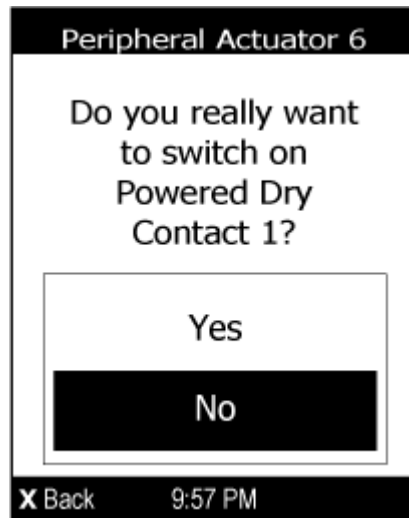 Peripheral Actuator 6
Do you really want
to switch on
Powered Dry
Contact 1?
Yes
No
X Back 9:57 PM